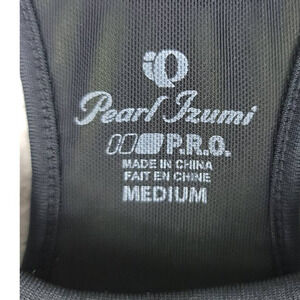 Pearl Izumi
P.R.O.
MADE IN CHINA
FAIT EN CHINE
MEDIUM